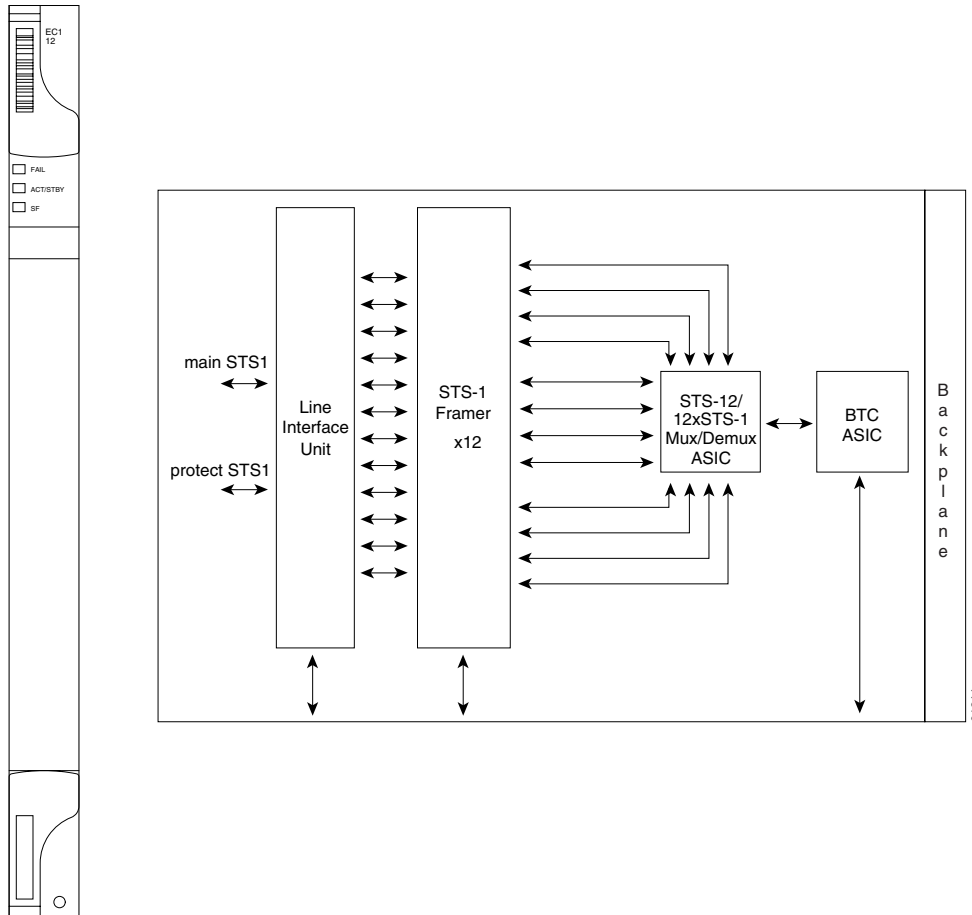 EC1
12
FAIL
ACT/STBY
SF
main STS1
protect STS1
Line
Interface
Unit
STS-1
Framer
x12
STS-12/
12xSTS-1
Mux/Demux
ASIC
BTC
ASIC
B
a
c
k
p
l
a
n
e